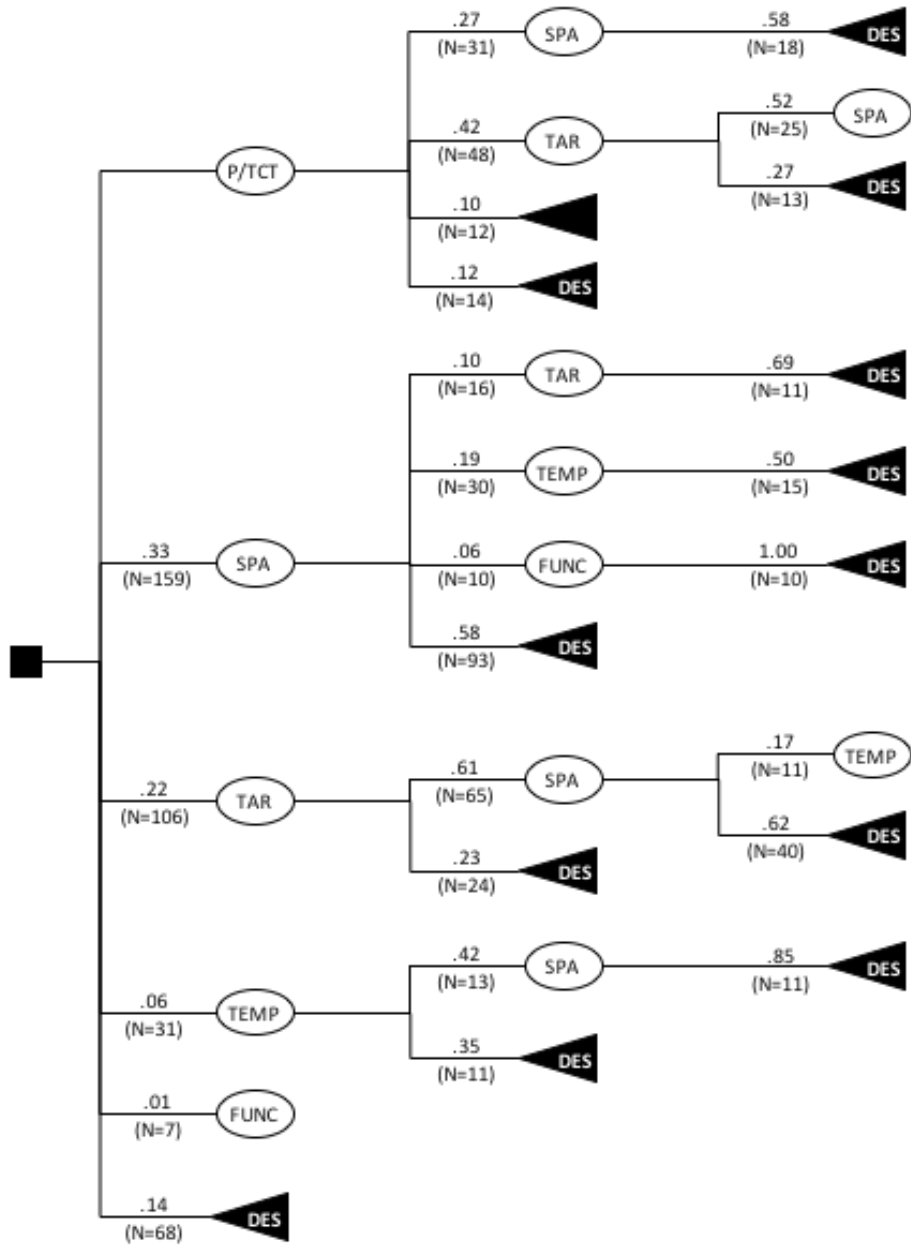 .27
(N=31)
SPA
.58
(N=18)
DES
P/TCT
.42
(N=48)
TAR
.52
(N=25)
SPA
.27
(N=13)
DES
.10
(N=12)
.12
(N=14)
DES
.33
(N=159)
SPA
.10
(N=16)
TAR
.69
(N=11)
DES
.19
(N=30)
TEMP
.50
(N=15)
DES
.06
(N=10)
FUNC
1.00
(N=10)
DES
.58
(N=93)
DES
.22
(N=106)
TAR
.61
(N=65)
SPA
.17
(N=11)
TEMP
.62
(N=40)
DES
.23
(N=24)
DES
.06
(N=31)
TEMP
.42
(N=13)
SPA
.85
(N=11)
DES
.35
(N=11)
DES
.01
(N=7)
FUNC
.14
(N=68)
DES